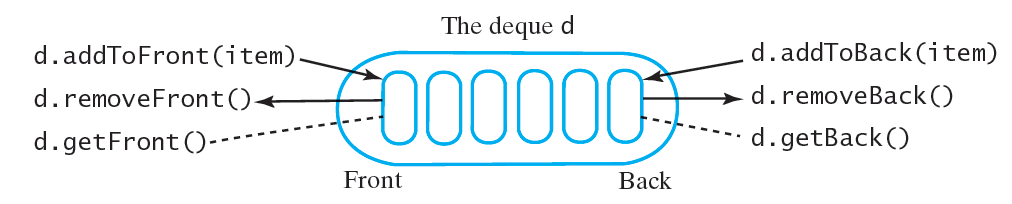 The deque d
d.addToFront(item)
d.removeFront()
d.getFront()
d.addToBack(item)
d.removeBack()
d.getBack()
Front
Back